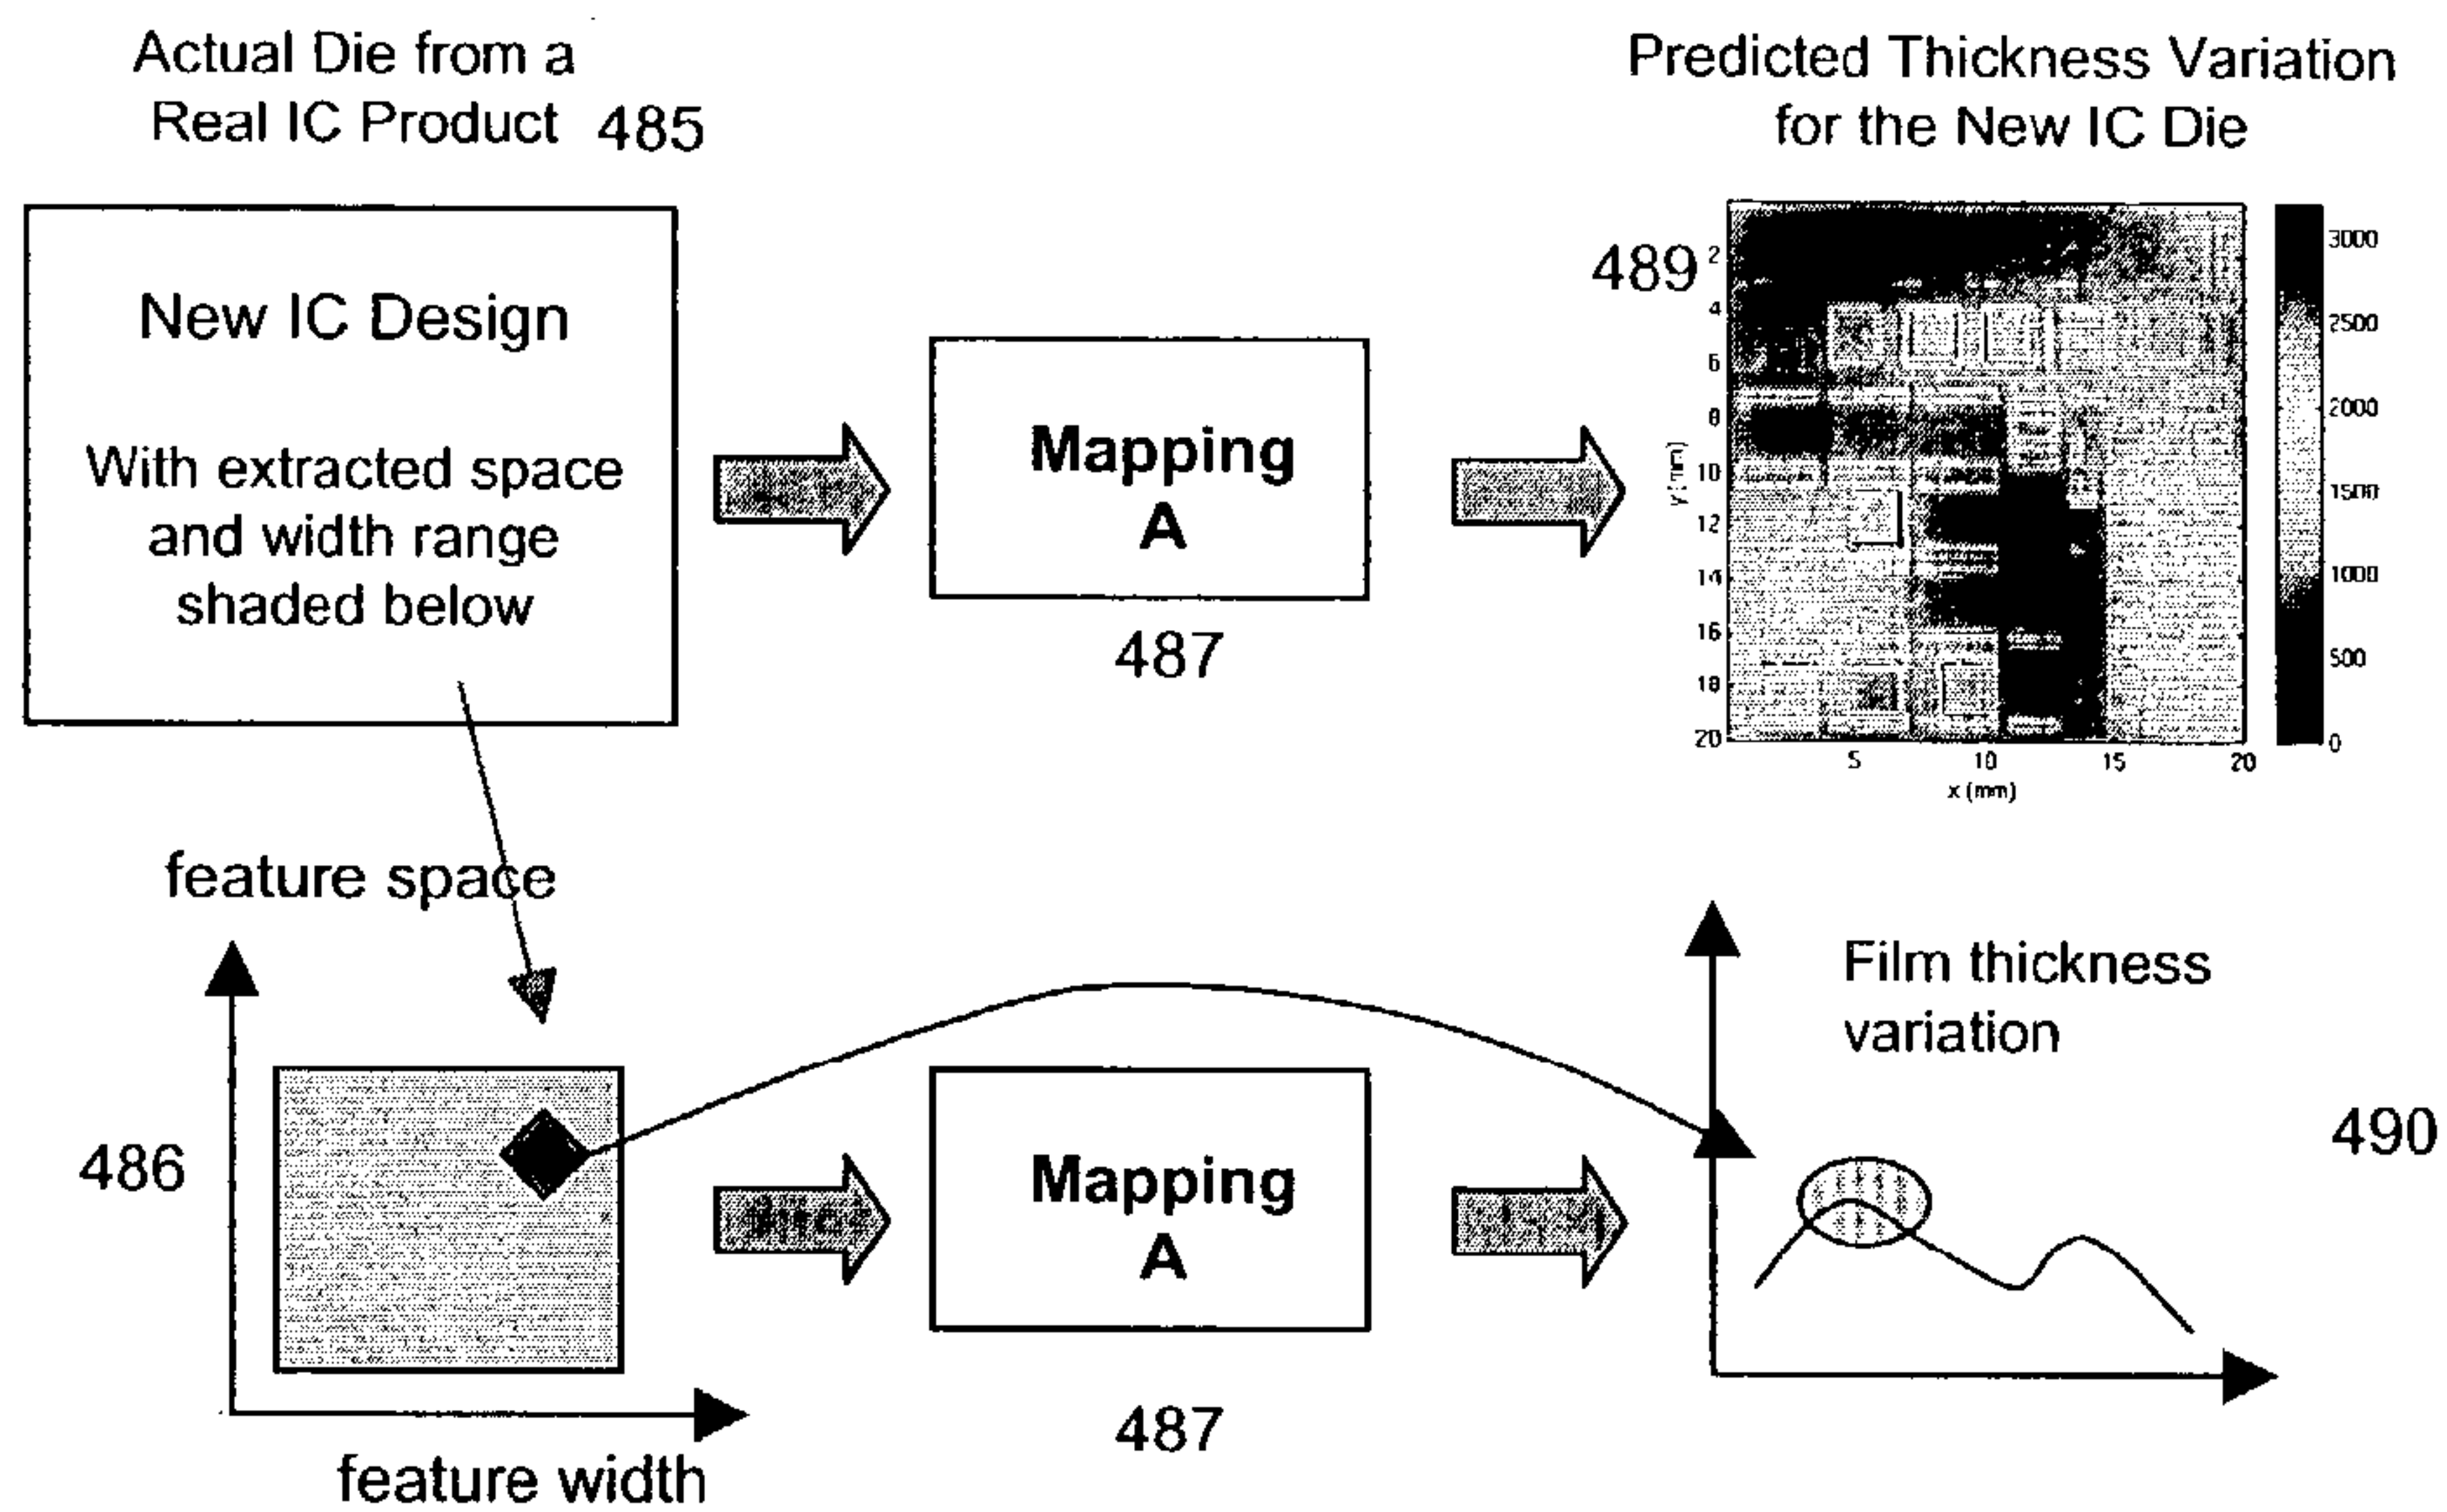 Actual Die from a
Real IC Product 485
Predicted Thickness Variation
for the New IC Die
New IC Design
With extracted space
and width range
shaded below
Mapping
A
487
489
2
4
6
8
10
12
14
16
18
20
y (mm)
5
10
15
20
x (mm)
3000
2500
2000
1500
1000
500
0
feature space
486
feature width
Mapping
A
487
Film thickness
variation
490